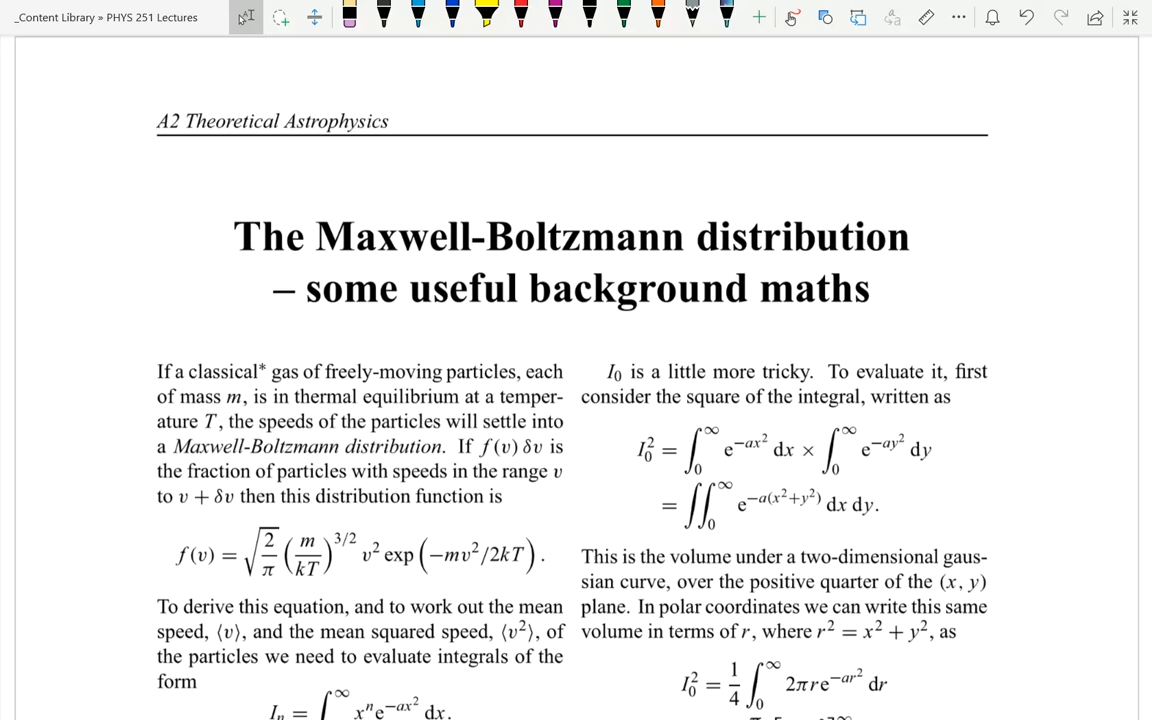 _Content Library » PHYS 251 Lectures
A2 Theoretical Astrophysics
The Maxwell-Boltzmann distribution
– some useful background maths
If a classical* gas of freely-moving particles, each
of mass m, is in thermal equilibrium at a temper-
ature T, the speeds of the particles will settle into
a Maxwell-Boltzmann distribution. If f(v) δv is
the fraction of particles with speeds in the range v
to v + δv then this distribution function is
f(v) = √(2/π) (m/kT)^{3/2} v² exp (−mv²/2kT).
To derive this equation, and to work out the mean
speed, ⟨v⟩, and the mean squared speed, ⟨v²⟩, of
the particles we need to evaluate integrals of the
form
I_n = ∫₀^∞ xⁿe^{−ax²} dx.
I₀ is a little more tricky. To evaluate it, first
consider the square of the integral, written as
I₀² = ∫₀^∞ e^{−ax²} dx × ∫₀^∞ e^{−ay²} dy
= ∬₀^∞ e^{−a(x²+y²)} dx dy.
This is the volume under a two-dimensional gaus-
sian curve, over the positive quarter of the (x, y)
plane. In polar coordinates we can write this same
volume in terms of r, where r² = x² + y², as
I₀² = 1/4 ∫₀^∞ 2πre^{−ar²} dr